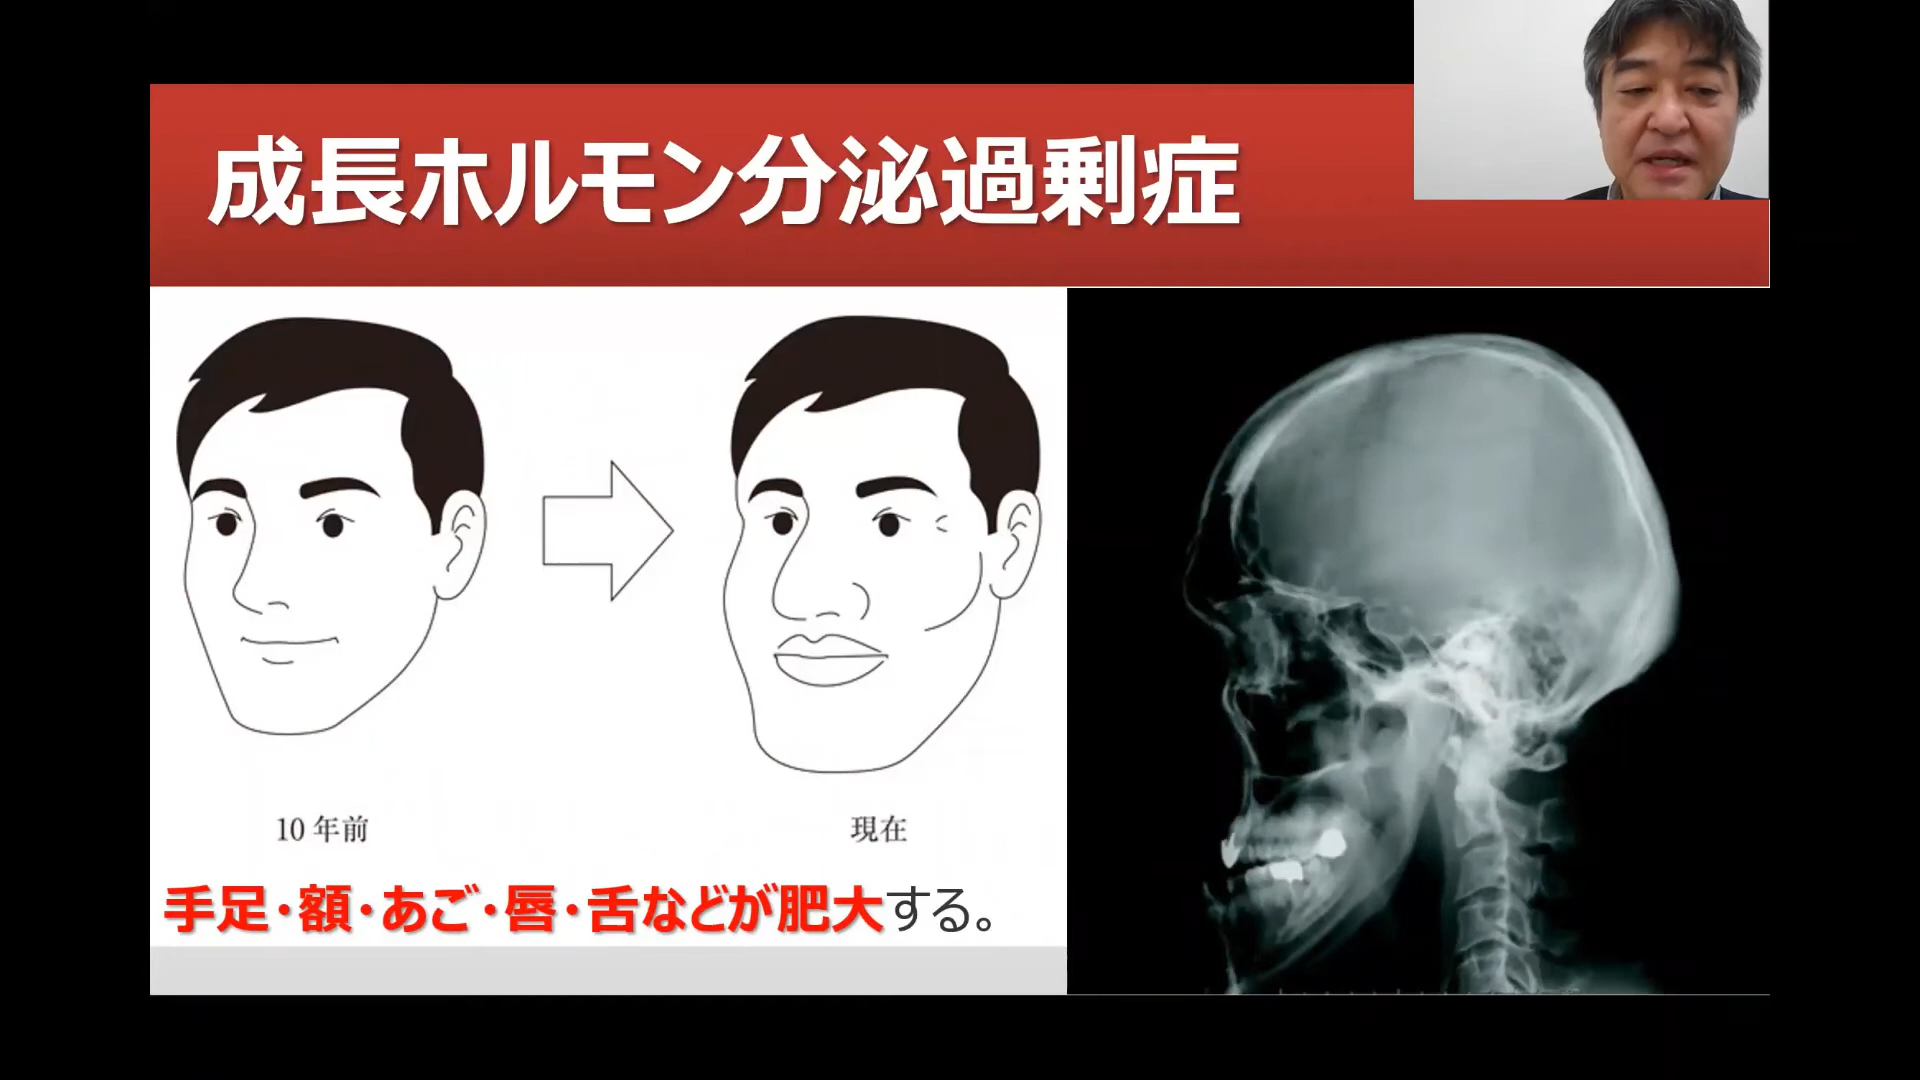 成長ホルモン分泌過剰症
10 年前
現在
手足・額・あご・唇・舌などが肥大する。